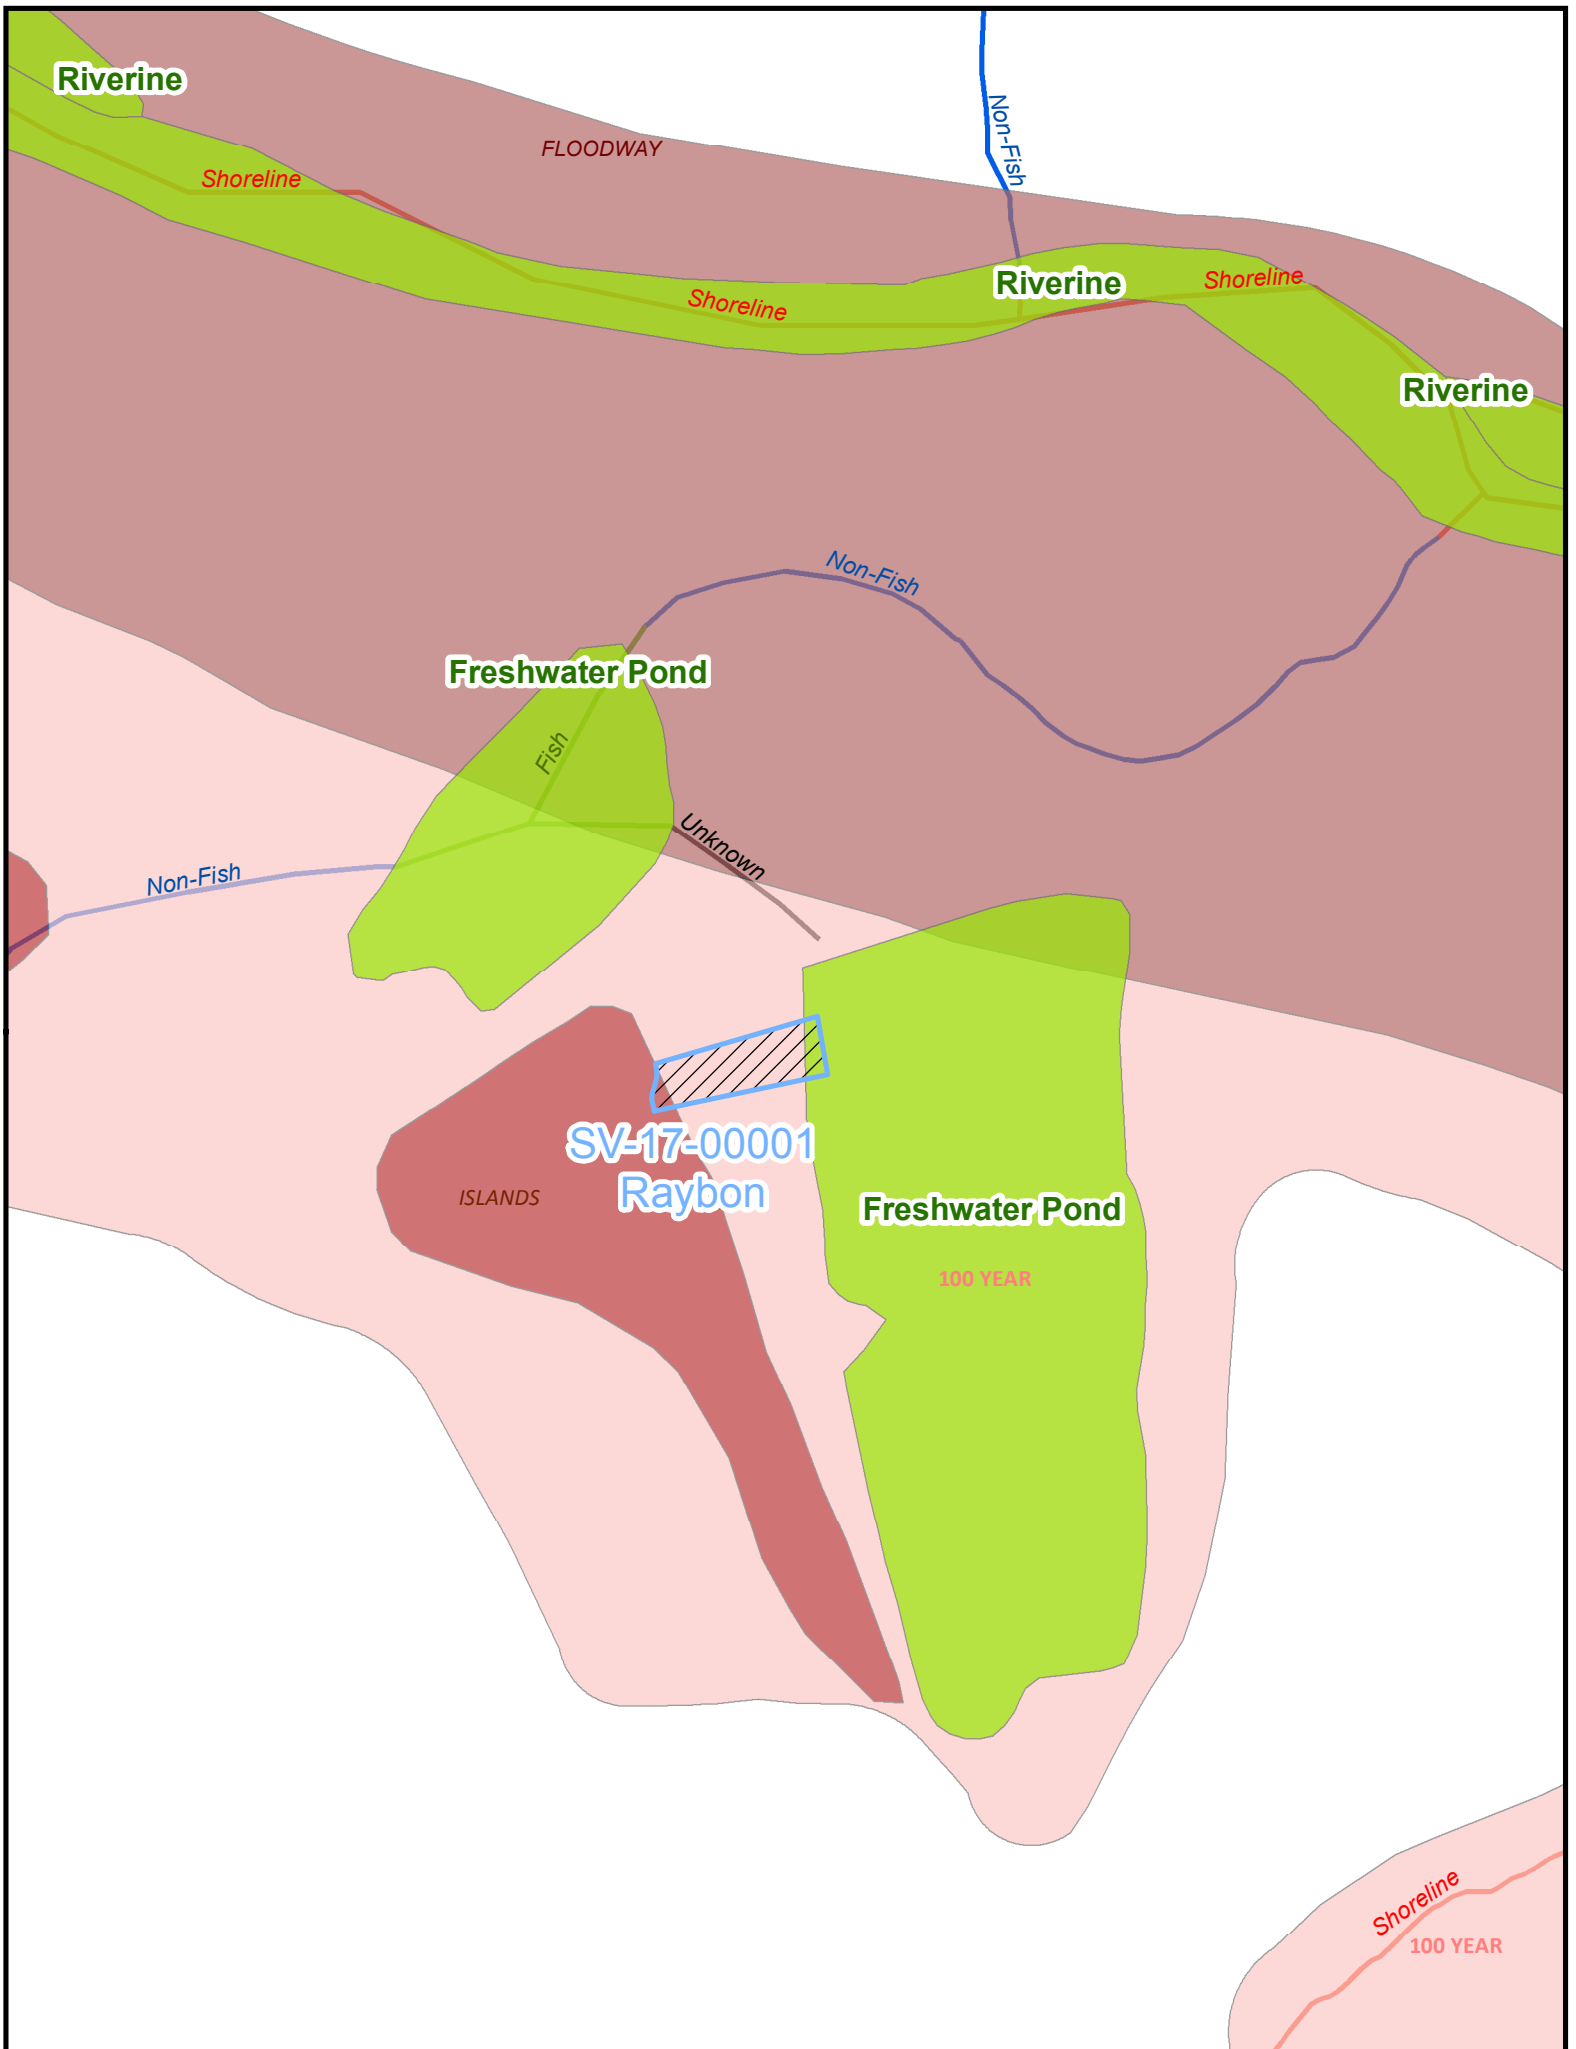 Riverine
Non-Fish
FLOODWAY
Shoreline
Riverine
Shoreline
Shoreline
Riverine
Non-Fish
Freshwater Pond
Fish
Unknown
Non-Fish
SV-17-00001
Raybon
ISLANDS
Freshwater Pond
100 YEAR
Shoreline
100 YEAR